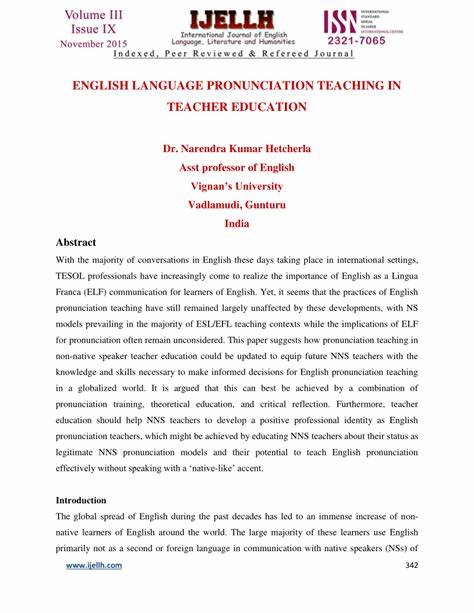 Volume III
Issue IX
November 2015
IJELLH
International Journal of English
Language, Literature and Humanities
ISSN
INTERNATIONAL
STANDARD
SERIAL
NUMBER
INTERNATIONAL CENTRE
2321-7065
Indexed, Peer Reviewed & Refereed Journal
ENGLISH LANGUAGE PRONUNCIATION TEACHING IN
TEACHER EDUCATION
Dr. Narendra Kumar Hetcherla
Asst professor of English
Vignan's University
Vadlamudi, Gunturu
India
Abstract
With the majority of conversations in English these days taking place in international settings,
TESOL professionals have increasingly come to realize the importance of English as a Lingua
Franca (ELF) communication for learners of English. Yet, it seems that the practices of English
pronunciation teaching have still remained largely unaffected by these developments, with NS
models prevailing in the majority of ESL/EFL teaching contexts while the implications of ELF
for pronunciation often remain unconsidered. This paper suggests how pronunciation teaching in
non-native speaker teacher education could be updated to equip future NNS teachers with the
knowledge and skills necessary to make informed decisions for English pronunciation teaching
in a globalized world. It is argued that this can best be achieved by a combination of
pronunciation training, theoretical education, and critical reflection. Furthermore, teacher
education should help NNS teachers to develop a positive professional identity as English
pronunciation teachers, which might be achieved by educating NNS teachers about their status as
legitimate NNS pronunciation models and their potential to teach English pronunciation
effectively without speaking with a 'native-like' accent.
Introduction
The global spread of English during the past decades has led to an immense increase of non-
native learners of English around the world. The large majority of these learners use English
primarily not as a second or foreign language in communication with native speakers (NSs) of
www.ijellh.com 342